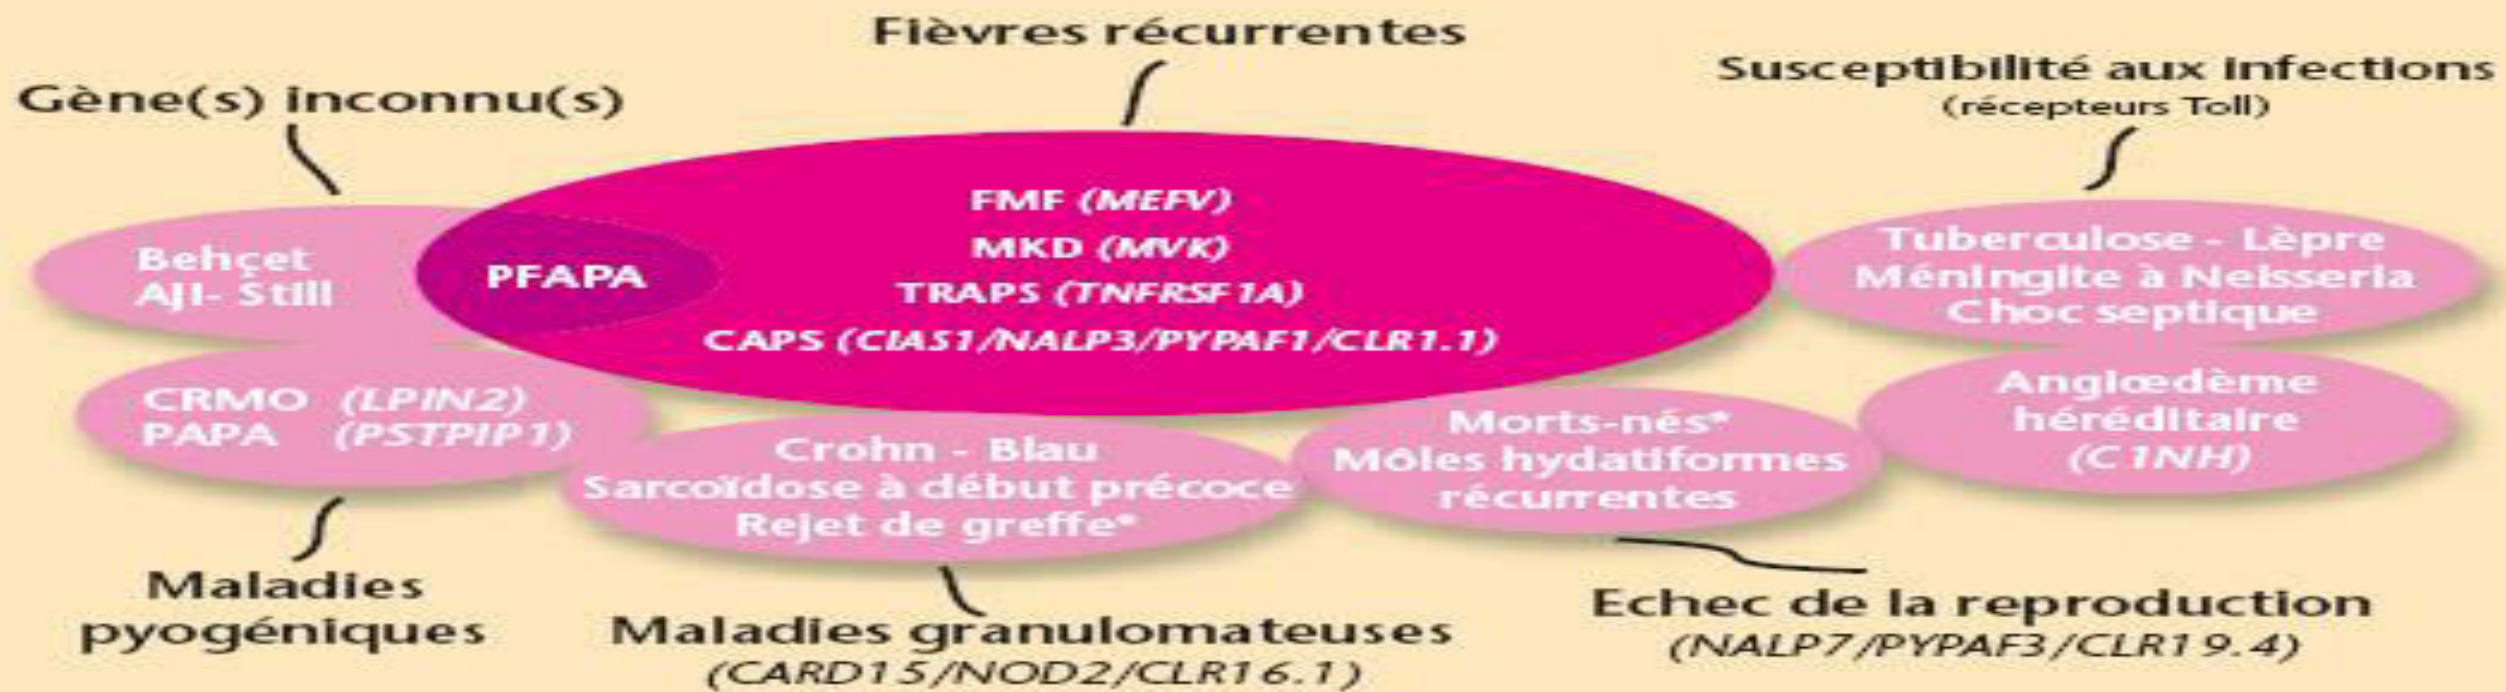 Fièvres récurrentes
Gène(s) inconnu(s)
Susceptibilité aux infections
(récepteurs Toll)
Behçet
AJI- Still
PFAPA
FMF (MEFV)
MKD (MVK)
TRAPS (TNFRSF1A)
CAPS (CIAS1/NALP3/PYPAF1/CLR1.1)
Tuberculose - Lèpre
Méningite à Neisseria
Choc septique
CRMO (LPIN2)
PAPA (PSTPIP1)
Crohn - Blau
Sarcoïdose à début précoce
Rejet de greffe*
Morts-nés*
Môles hydatiformes
récurrentes
Angiœdème
héréditaire
(C1NH)
Maladies
pyogéniques
Maladies granulomateuses
(CARD15/NOD2/CLR16.1)
Echec de la reproduction
(NALP7/PYPAF3/CLR19.4)